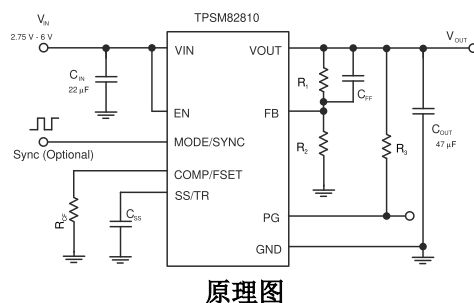 TPSM82810
VIN
2.75 V - 6 V
CIN
22 µF
Sync (Optional)
RCF
CSS
VIN
EN
MODE/SYNC
COMP/FSET
SS/TR
VOUT
FB
PG
GND
R1
CFF
R2
R3
VOUT
COUT
47 µF
原理图